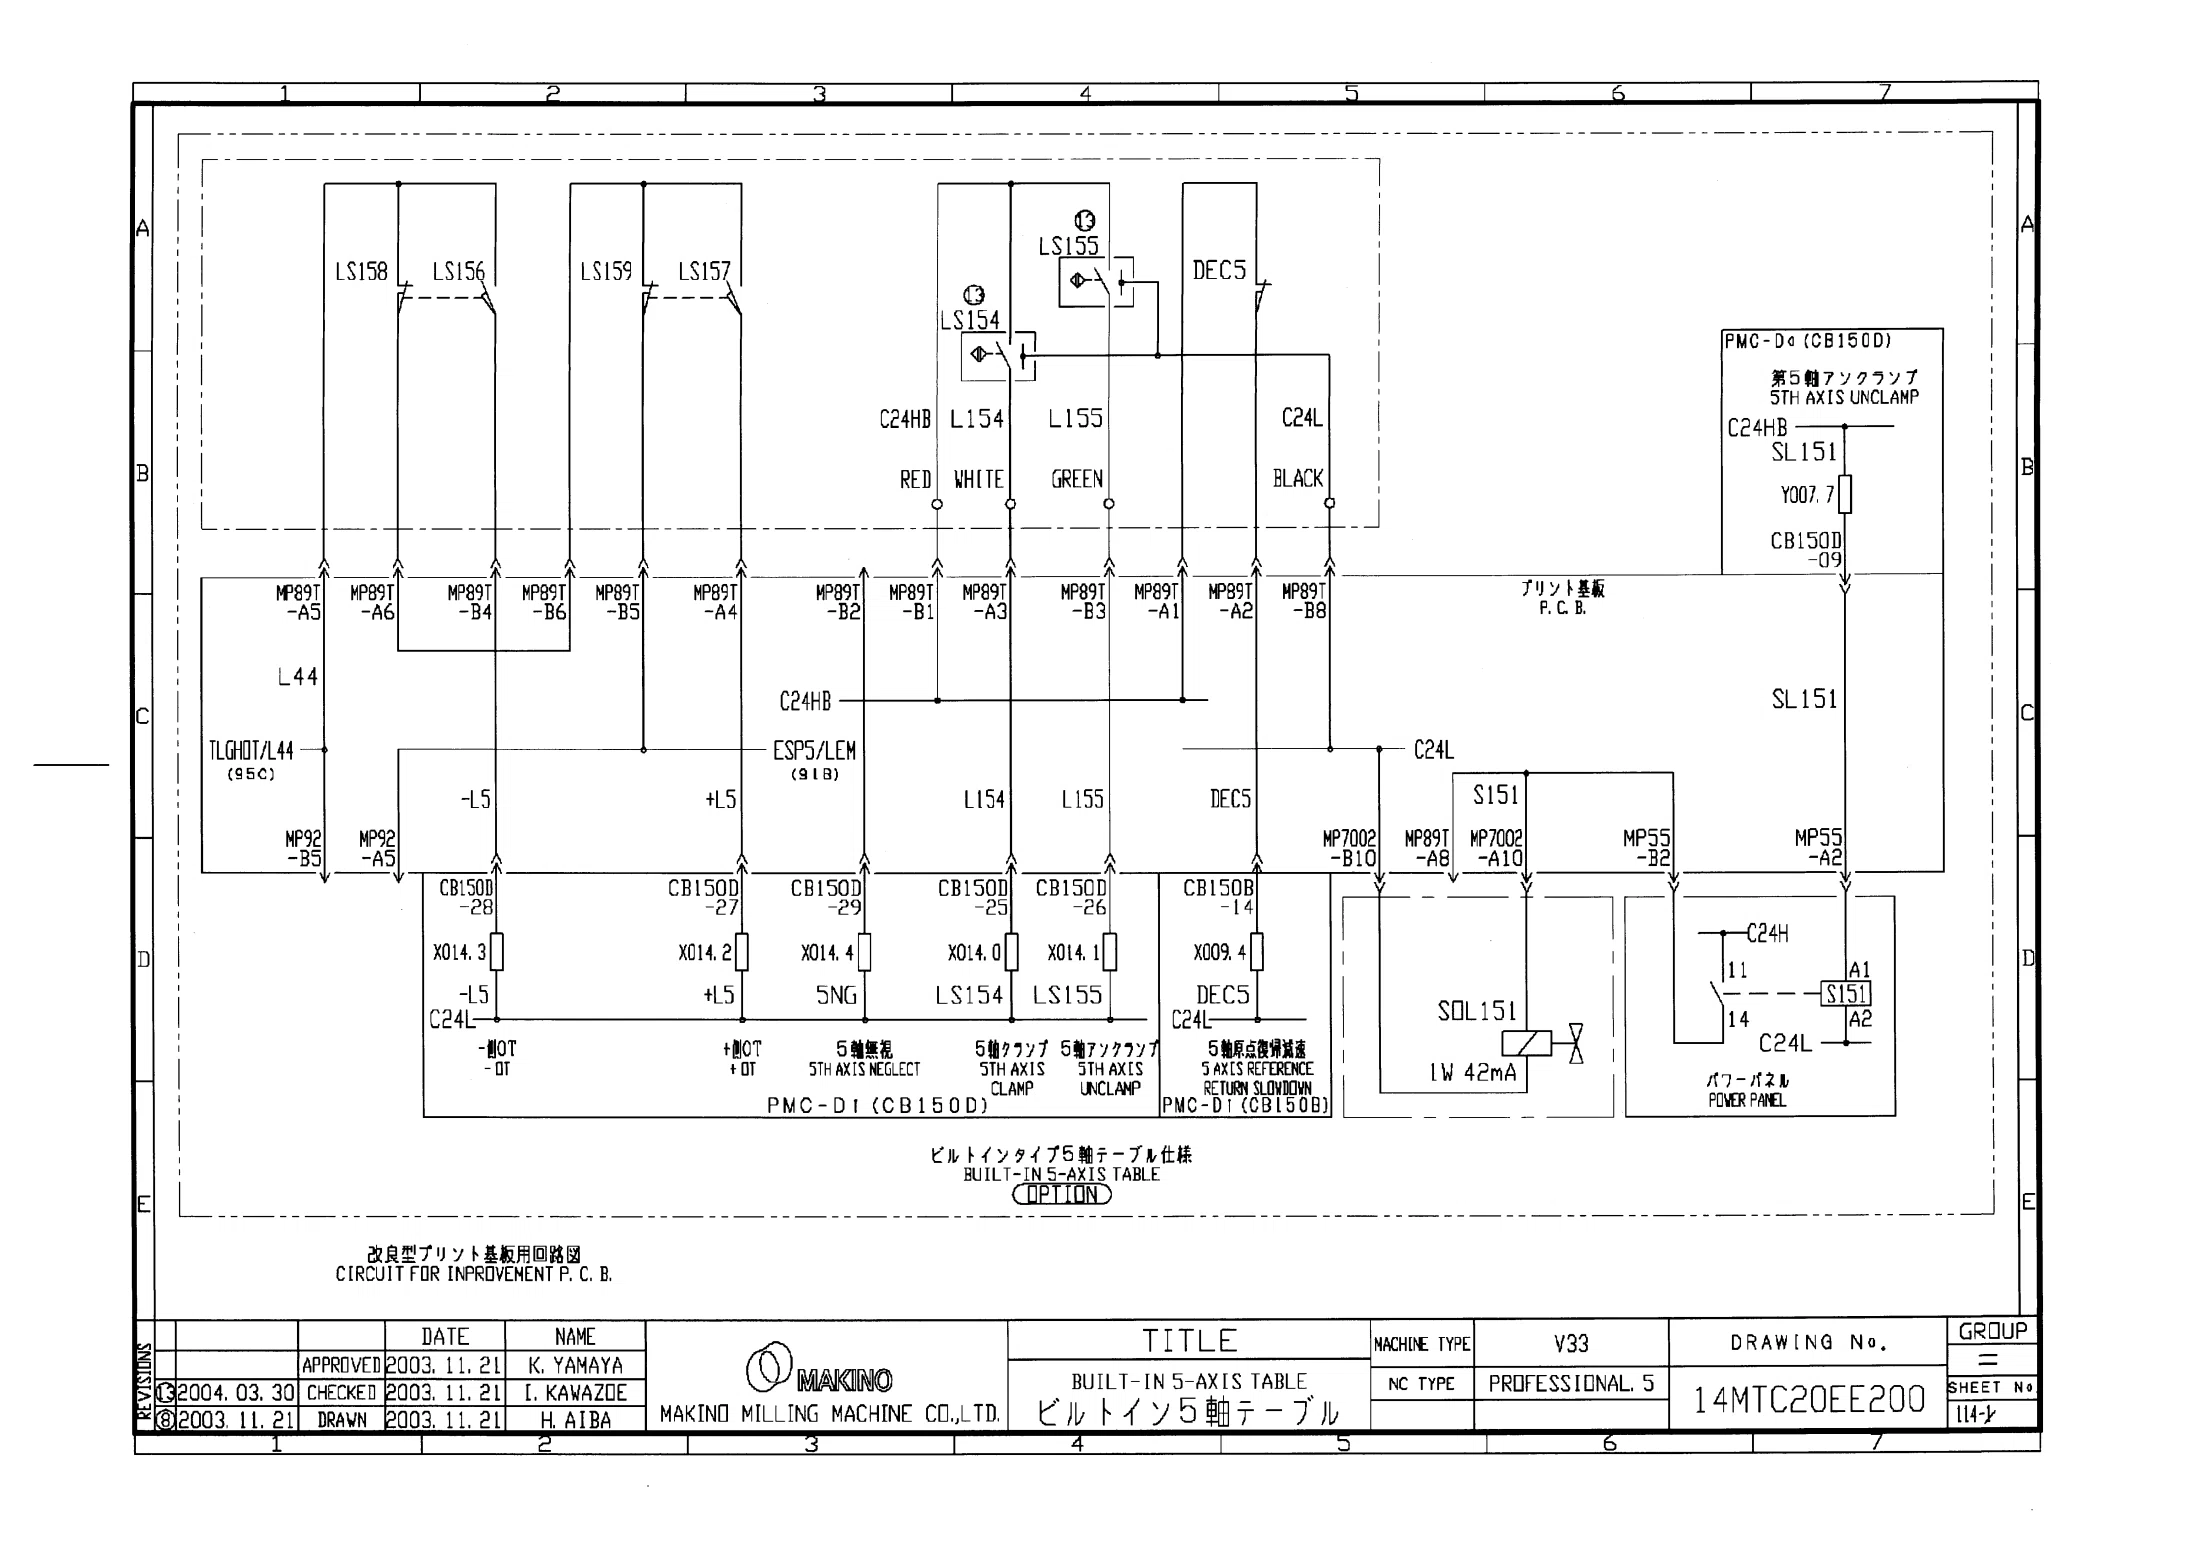 1 2 3 4 5 6 7
A A
B B
C C
D D
E E
LS158 LS156 LS159 LS157
13
LS155
13
LS154
DEC5
C24HB L154 L155 C24L
RED WHITE GREEN BLACK
PMC-Do (CB150D)
第5軸アンクランプ
5TH AXIS UNCLAMP
C24HB
SL151
Y007.7
CB150D
-09
MP89T
-A5
MP89T
-A6
MP89T
-B4
MP89T
-B6
MP89T
-B5
MP89T
-A4
MP89T
-B2
MP89T
-B1
MP89T
-A3
MP89T
-B3
MP89T
-A1
MP89T
-A2
MP89T
-B8
プリント基板
P.C.B.
L44
C24HB
SL151
TLGHOT/L44
(95C)
ESP5/LEM
(91B)
C24L
-L5 +L5 L154 L155 DEC5
S151
MP92
-B5
MP92
-A5
MP7002
-B10
MP89T
-A8
MP7002
-A10
MP55
-B2
MP55
-A2
CB150D
-28
CB150D
-27
CB150D
-29
CB150D
-25
CB150D
-26
CB150B
-14
X014.3 X014.2 X014.4 X014.0 X014.1 X009.4
-L5 +L5 5NG LS154 LS155 DEC5
C24L C24L
-側OT
-OT
+側OT
+OT
5軸無視
5TH AXIS NEGLECT
5軸クランプ
5TH AXIS
CLAMP
5軸アンクランプ
5TH AXIS
UNCLAMP
5軸原点復帰減速
5 AXIS REFERENCE
RETURN SLOWDOWN
PMC-DI (CB150D)
PMC-DI (CB150B)
SOL151
1W 42mA
C24H
11
14
A1
S151
A2
C24L
パワーパネル
POWER PANEL
ビルトインタイプ5軸テーブル仕様
BUILT-IN 5-AXIS TABLE
OPTION
改良型プリント基板用回路図
CIRCUIT FOR INPROVEMENT P.C.B.
REVISIONS
13 2004.03.30
8 2003.11.21
DATE NAME
APPROVED 2003.11.21 K. YAMAYA
CHECKED 2003.11.21 I. KAWAZOE
DRAWN 2003.11.21 H. AIBA
MAKINO
MAKINO MILLING MACHINE CO.,LTD.
TITLE
BUILT-IN 5-AXIS TABLE
ビルトイン5軸テーブル
MACHINE TYPE V33
NC TYPE PROFESSIONAL.5
DRAWING No.
14MTC20EE200
GROUP
=
SHEET No.
1 2 3 4 5 6 7